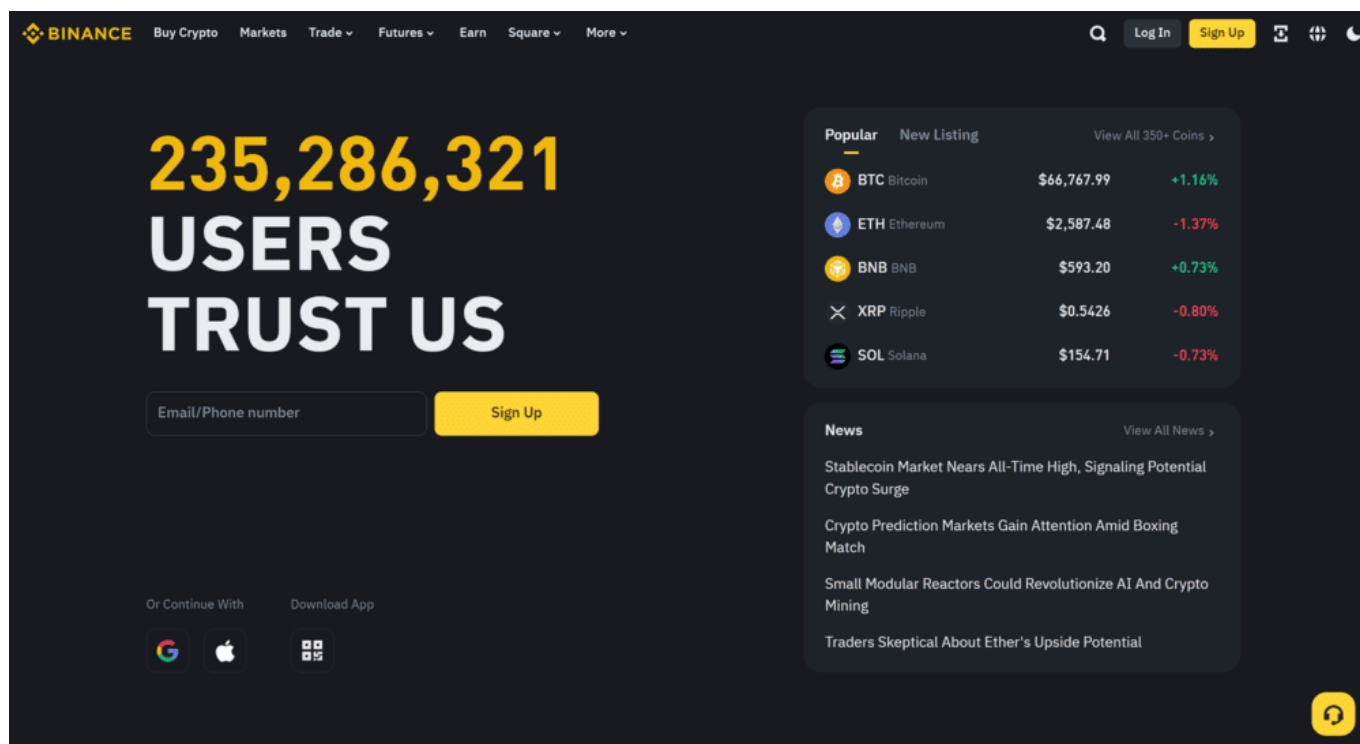 BINANCE Buy Crypto Markets Trade Futures Earn Square More Log In Sign Up
235,286,321
USERS
TRUST US
Email/Phone number Sign Up
Or Continue With Download App
Popular New Listing View All 350+ Coins
BTC Bitcoin $66,767.99 +1.16%
ETH Ethereum $2,587.48 -1.37%
BNB BNB $593.20 +0.73%
XRP Ripple $0.5426 -0.80%
SOL Solana $154.71 -0.73%
News View All News
Stablecoin Market Nears All-Time High, Signaling Potential
Crypto Surge
Crypto Prediction Markets Gain Attention Amid Boxing
Match
Small Modular Reactors Could Revolutionize AI And Crypto
Mining
Traders Skeptical About Ether's Upside Potential